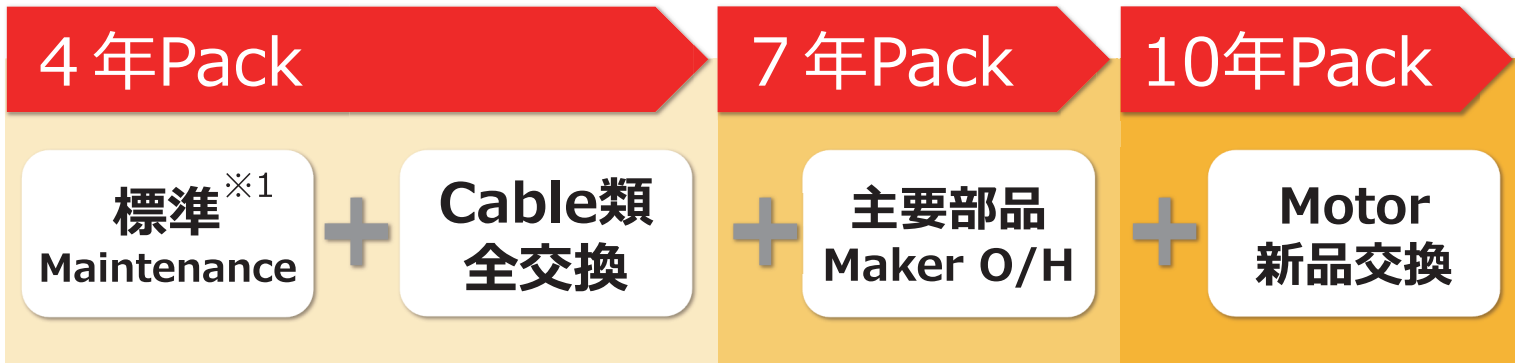 ４年Pack
７年Pack
10年Pack
標準※1
Maintenance
+
Cable類
全交換
+
主要部品
Maker O/H
+
Motor
新品交換